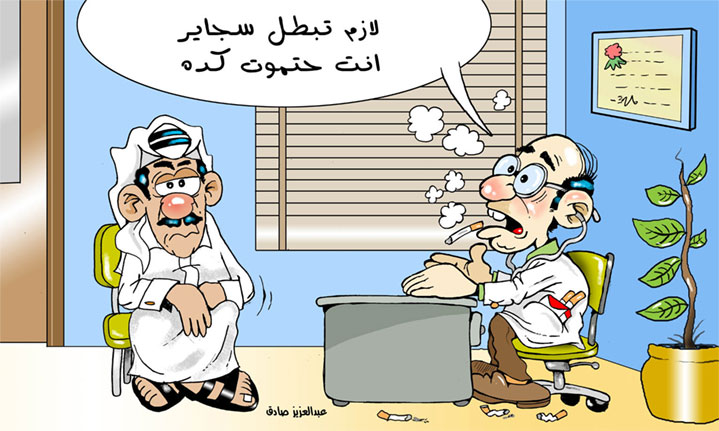 لازم تبطل سجاير
انت حتموت كده
عبدالعزيز صادق